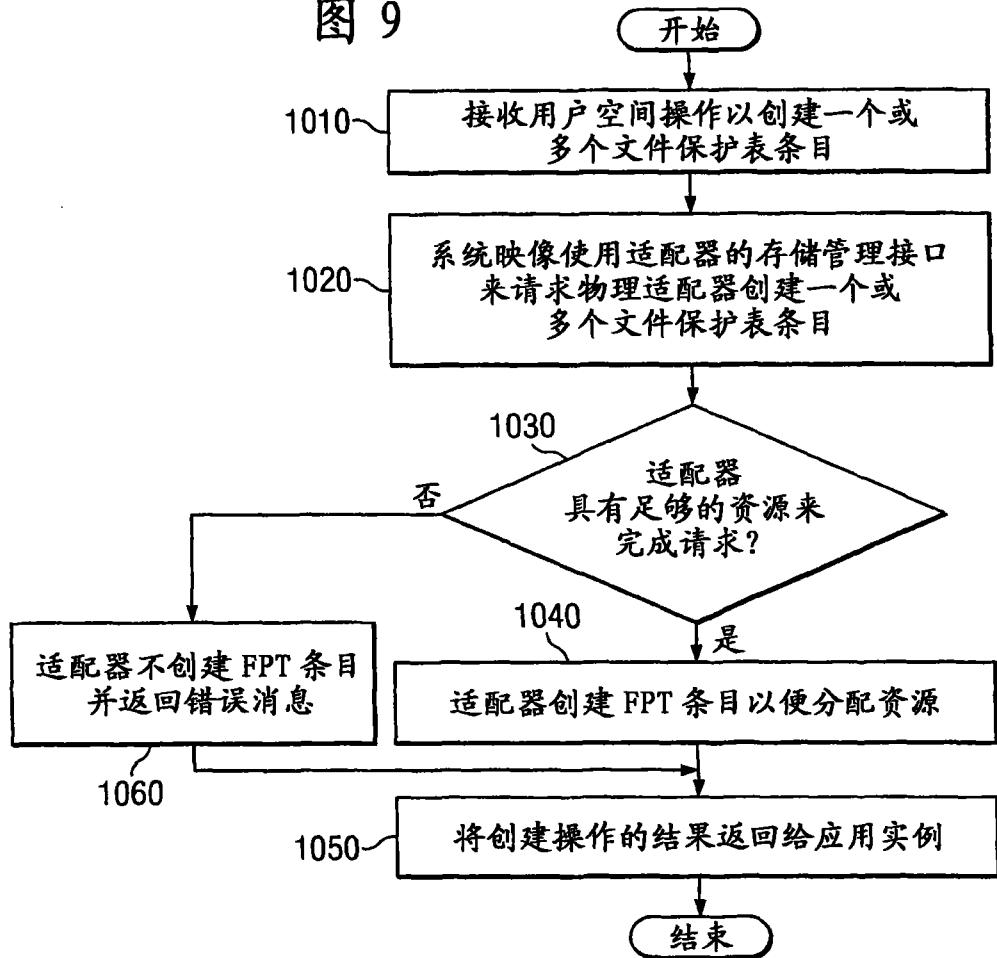 图 9
开始
1010
接收用户空间操作以创建一个或
多个文件保护表条目
1020
系统映像使用适配器的存储管理接口
来请求物理适配器创建一个或
多个文件保护表条目
1030
适配器
具有足够的资源来
完成请求?
否
是
1040
适配器创建 FPT 条目以便分配资源
适配器不创建 FPT 条目
并返回错误消息
1060
1050
将创建操作的结果返回给应用实例
结束